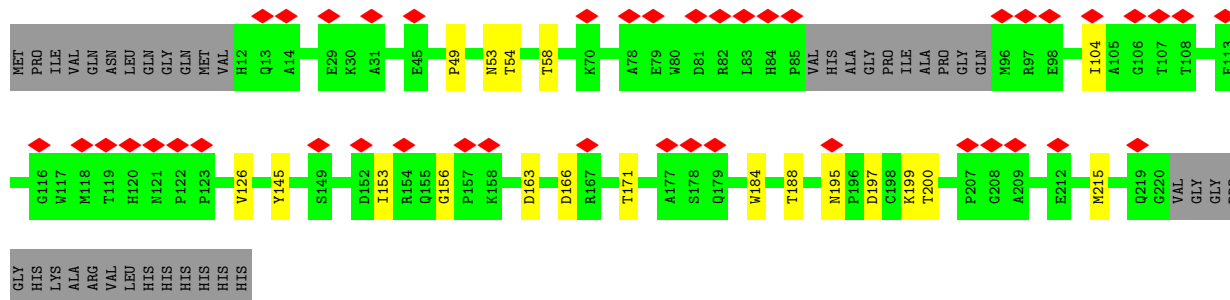 MET PRO ILE VAL GLN ASN LEU GLN GLY GLN MET VAL H12 Q13 A14 E29 K30 A31 E45 P49 N53 T54 T58 K70 A78 E79 W80 D81 R82 L83 H84 P85 VAL HIS ALA GLY PRO ILE ALA PRO GLY GLN M96 R97 E98 I104 A105 G106 T107 T108
G116 W117 M118 T119 H120 N121 P122 P123 V126 Y145 S149 D152 I153 R154 Q155 G156 P157 K158 D163 D166 R167 T171 A177 S178 Q179 W184 T188 N195 P196 D197 C198 K199 T200 P207 G208 A209 E212 M215 Q219 G220 VAL GLY GLY
GLY HIS LYS ALA ARG VAL LEU HIS HIS HIS HIS HIS HIS